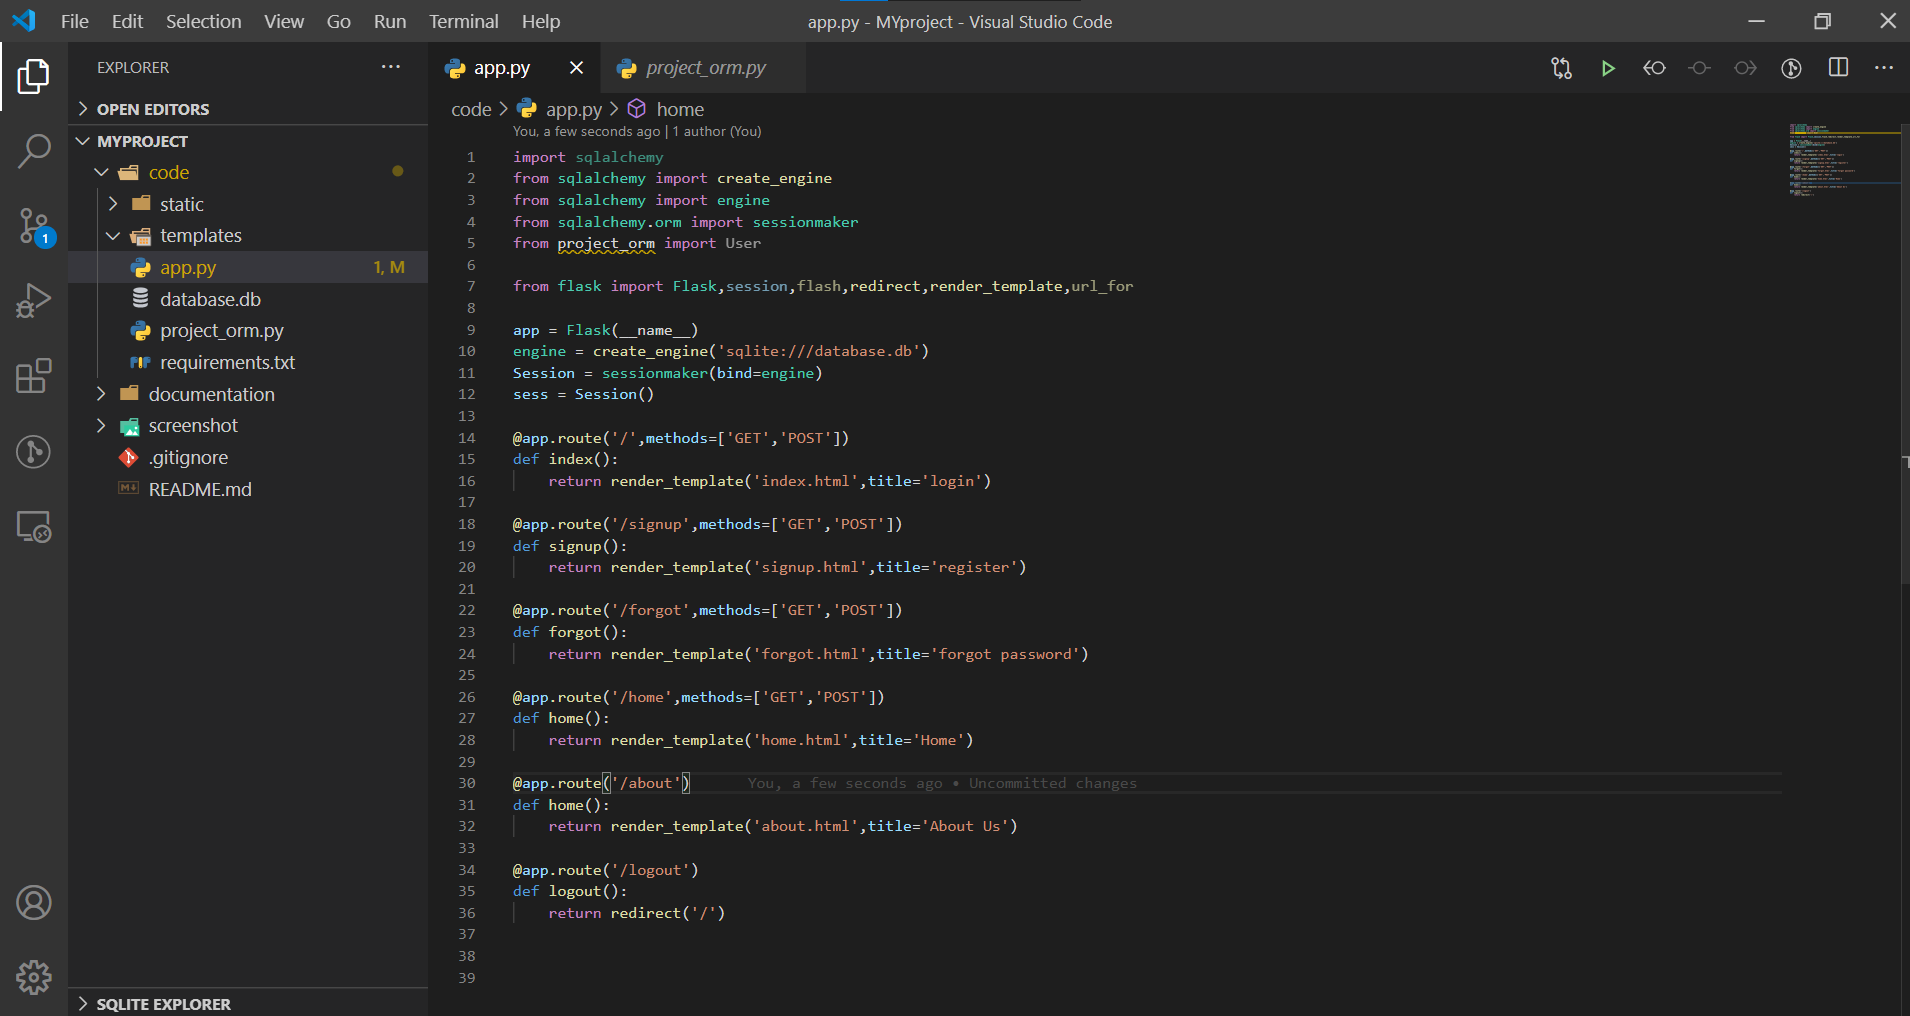 File Edit Selection View Go Run Terminal Help
app.py - MYproject - Visual Studio Code
EXPLORER
OPEN EDITORS
MYPROJECT
code
static
templates
app.py 1, M
database.db
project_orm.py
requirements.txt
documentation
screenshot
.gitignore
README.md
SQLITE EXPLORER
1
app.py project_orm.py
code > app.py > home
You, a few seconds ago | 1 author (You)
1 import sqlalchemy
2 from sqlalchemy import create_engine
3 from sqlalchemy import engine
4 from sqlalchemy.orm import sessionmaker
5 from project_orm import User
6
7 from flask import Flask,session,flash,redirect,render_template,url_for
8
9 app = Flask(__name__)
10 engine = create_engine('sqlite:///database.db')
11 Session = sessionmaker(bind=engine)
12 sess = Session()
13
14 @app.route('/',methods=['GET','POST'])
15 def index():
16     return render_template('index.html',title='login')
17
18 @app.route('/signup',methods=['GET','POST'])
19 def signup():
20     return render_template('signup.html',title='register')
21
22 @app.route('/forgot',methods=['GET','POST'])
23 def forgot():
24     return render_template('forgot.html',title='forgot password')
25
26 @app.route('/home',methods=['GET','POST'])
27 def home():
28     return render_template('home.html',title='Home')
29
30 @app.route('/about') You, a few seconds ago • Uncommitted changes
31 def home():
32     return render_template('about.html',title='About Us')
33
34 @app.route('/logout')
35 def logout():
36     return redirect('/')
37
38
39